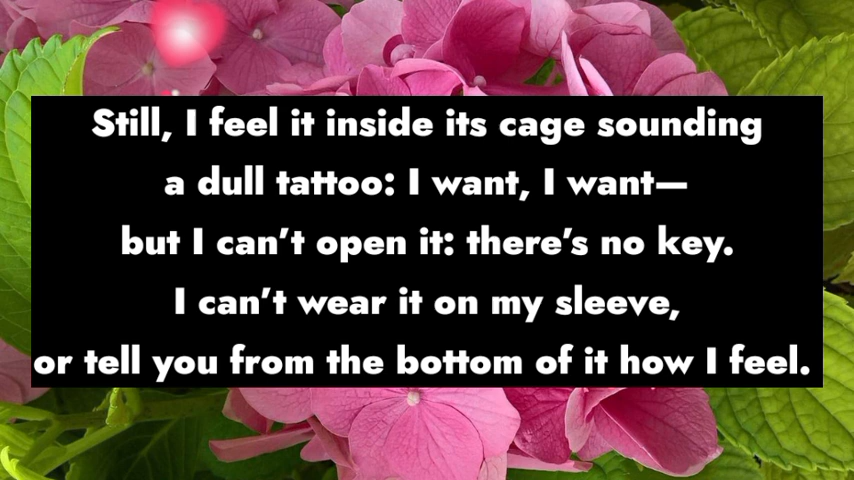 Still, I feel it inside its cage sounding
a dull tattoo: I want, I want—
but I can’t open it: there’s no key.
I can’t wear it on my sleeve,
or tell you from the bottom of it how I feel.